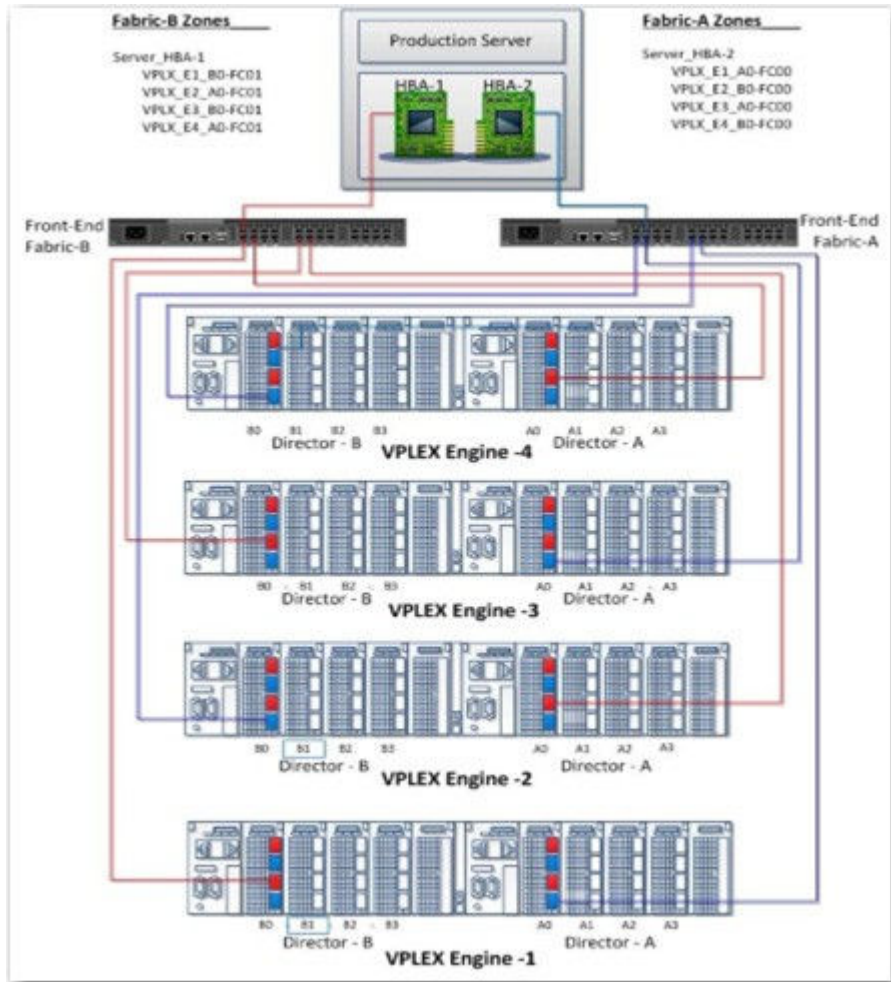 Fabric-B Zones
Server_HBA-1
VPLX_E1_B0-FC01
VPLX_E2_A0-FC01
VPLX_E3_B0-FC01
VPLX_E4_A0-FC01
Production Server
HBA-1 HBA-2
Fabric-A Zones
Server_HBA-2
VPLX_E1_A0-FC00
VPLX_E2_B0-FC00
VPLX_E3_A0-FC00
VPLX_E4_B0-FC00
Front-End
Fabric-B
Front-End
Fabric-A
B0 B1 B2 B3 A0 A1 A2 A3
Director - B Director - A
VPLEX Engine -4
B0 - B1 B2 - B3 A0 A1 A2 - A3
Director - B Director - A
VPLEX Engine -3
B0 B1 B2 B3 A0 A1 A2 A3
Director - B Director - A
VPLEX Engine -2
B0 B1 - B2 - B3 A0 A1 A2 A3
Director - B Director - A
VPLEX Engine -1